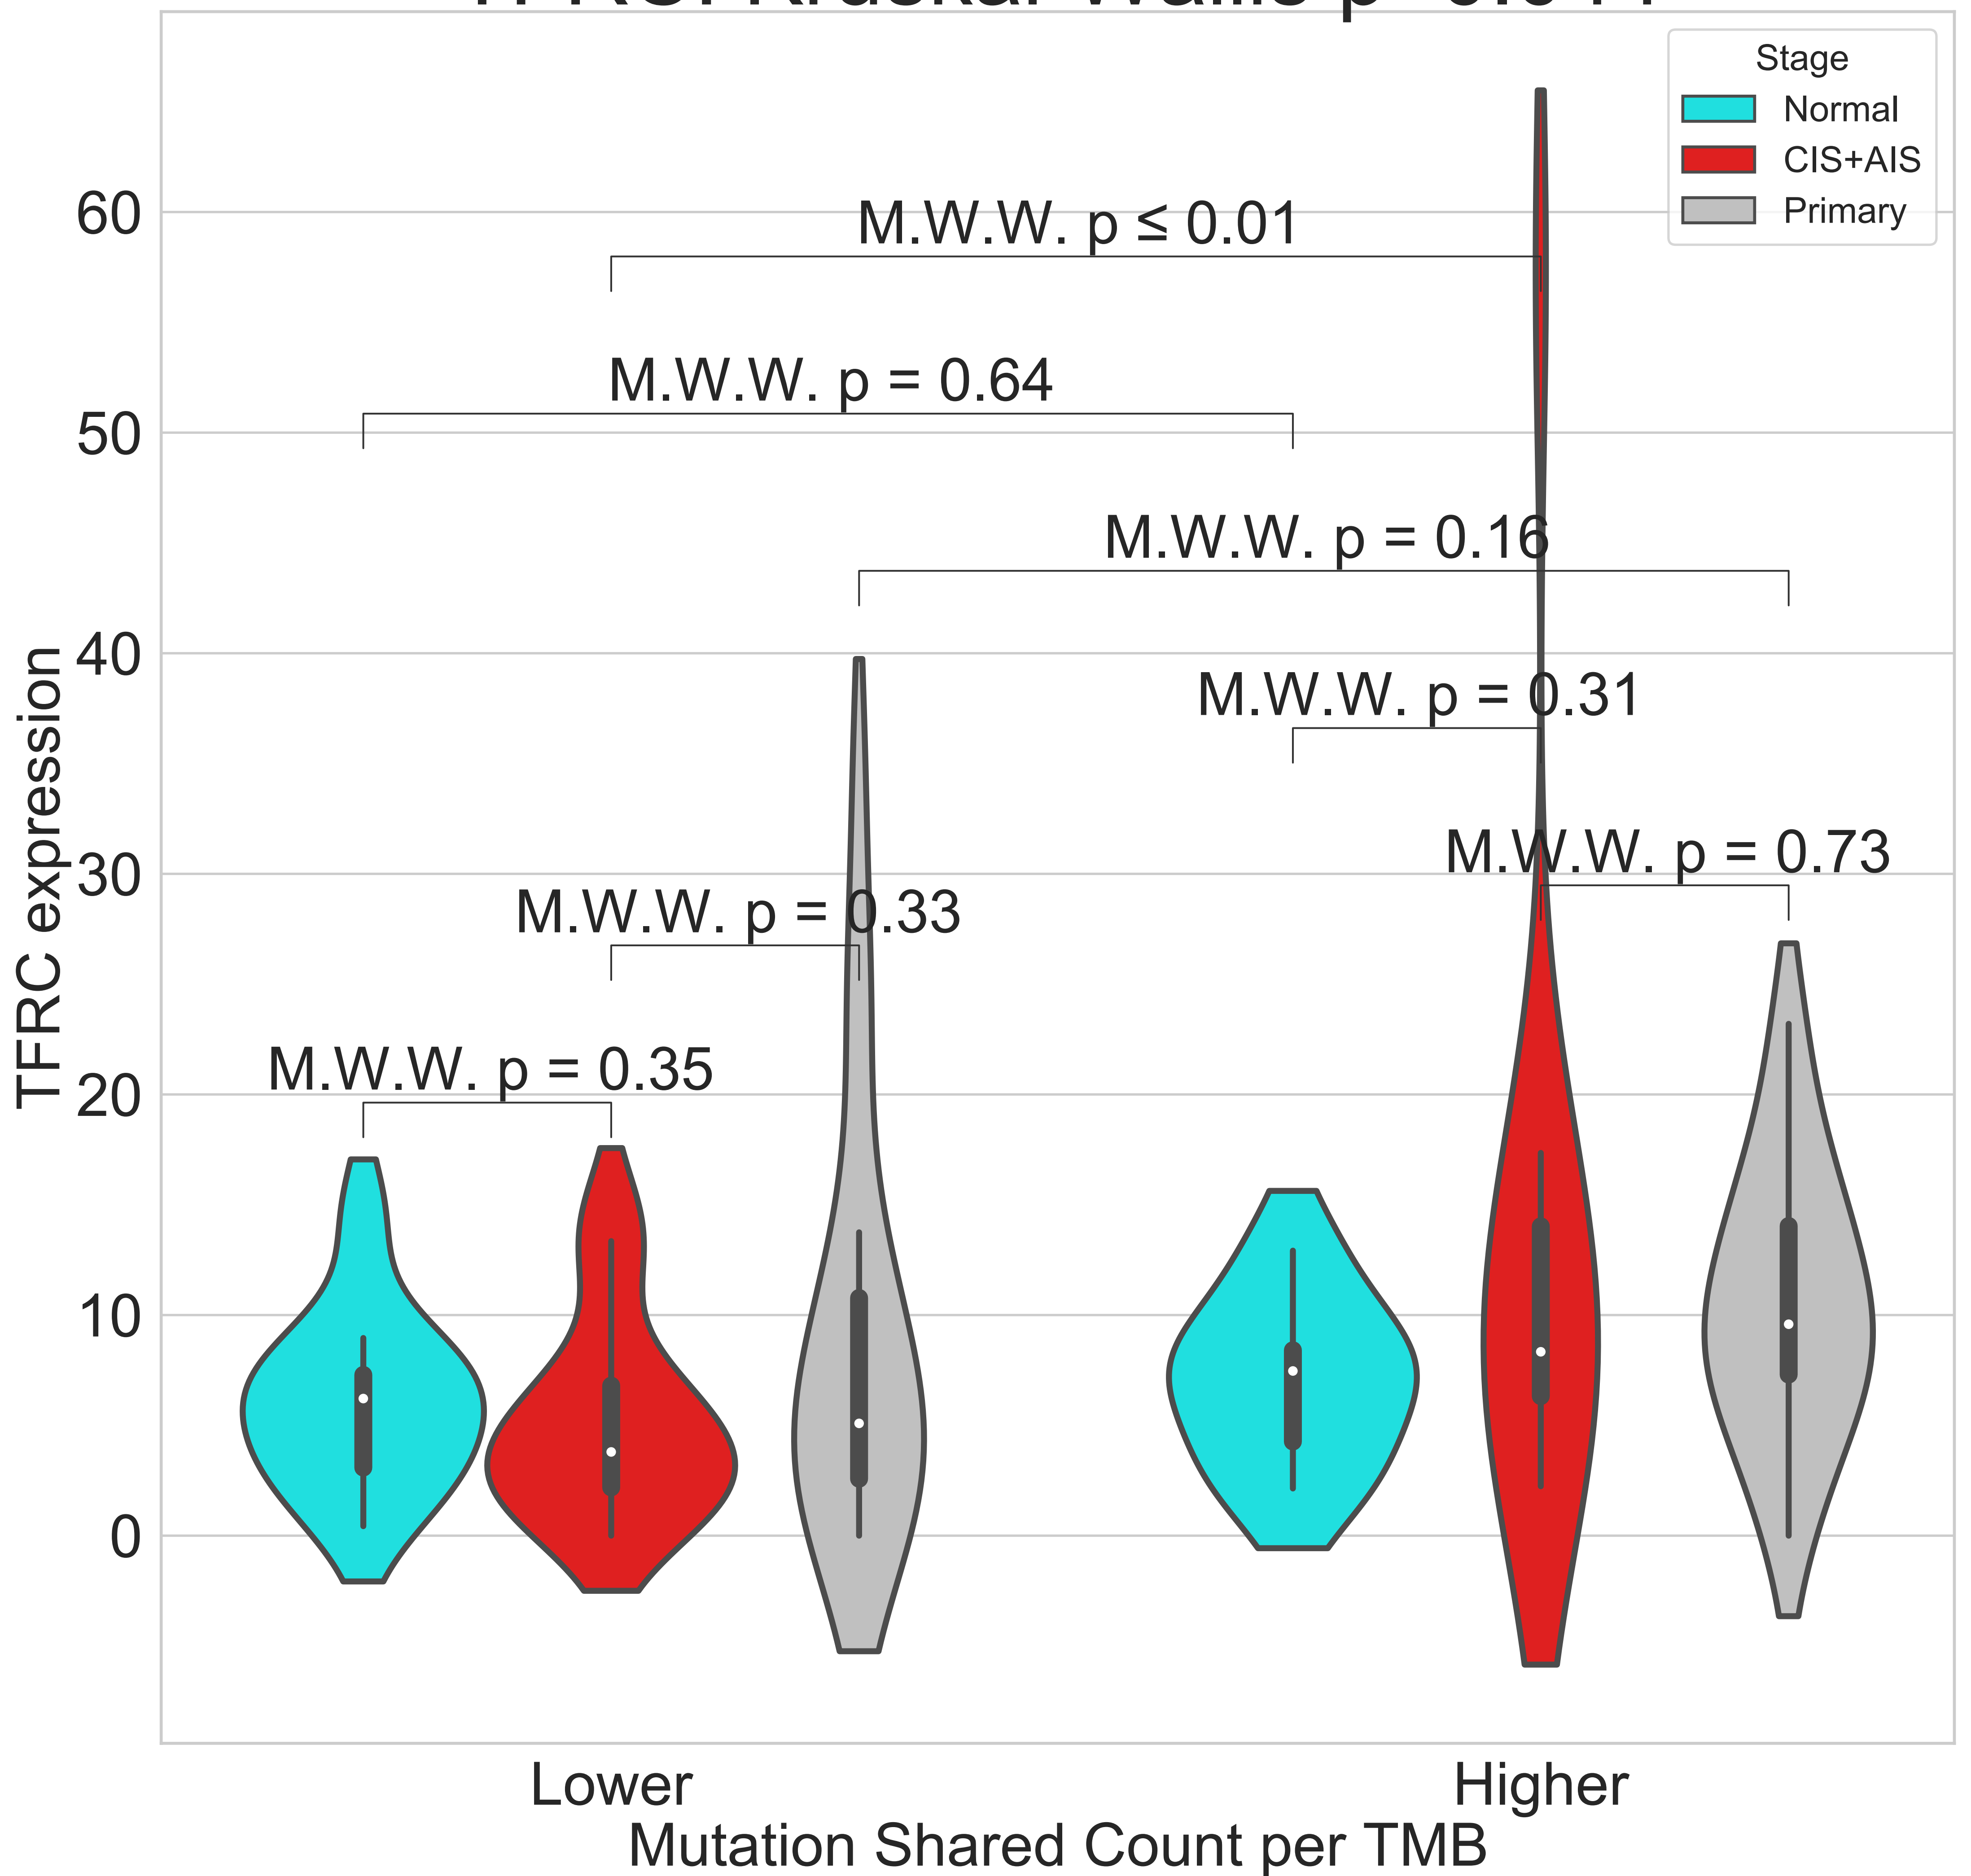 Stage
Normal
CIS+AIS
Primary
60
50
40
30
20
10
0
TFRC expression
M.W.W. p ≤ 0.01
M.W.W. p = 0.64
M.W.W. p = 0.16
M.W.W. p = 0.31
M.W.W. p = 0.73
M.W.W. p = 0.33
M.W.W. p = 0.35
Lower
Higher
Mutation Shared Count per TMB